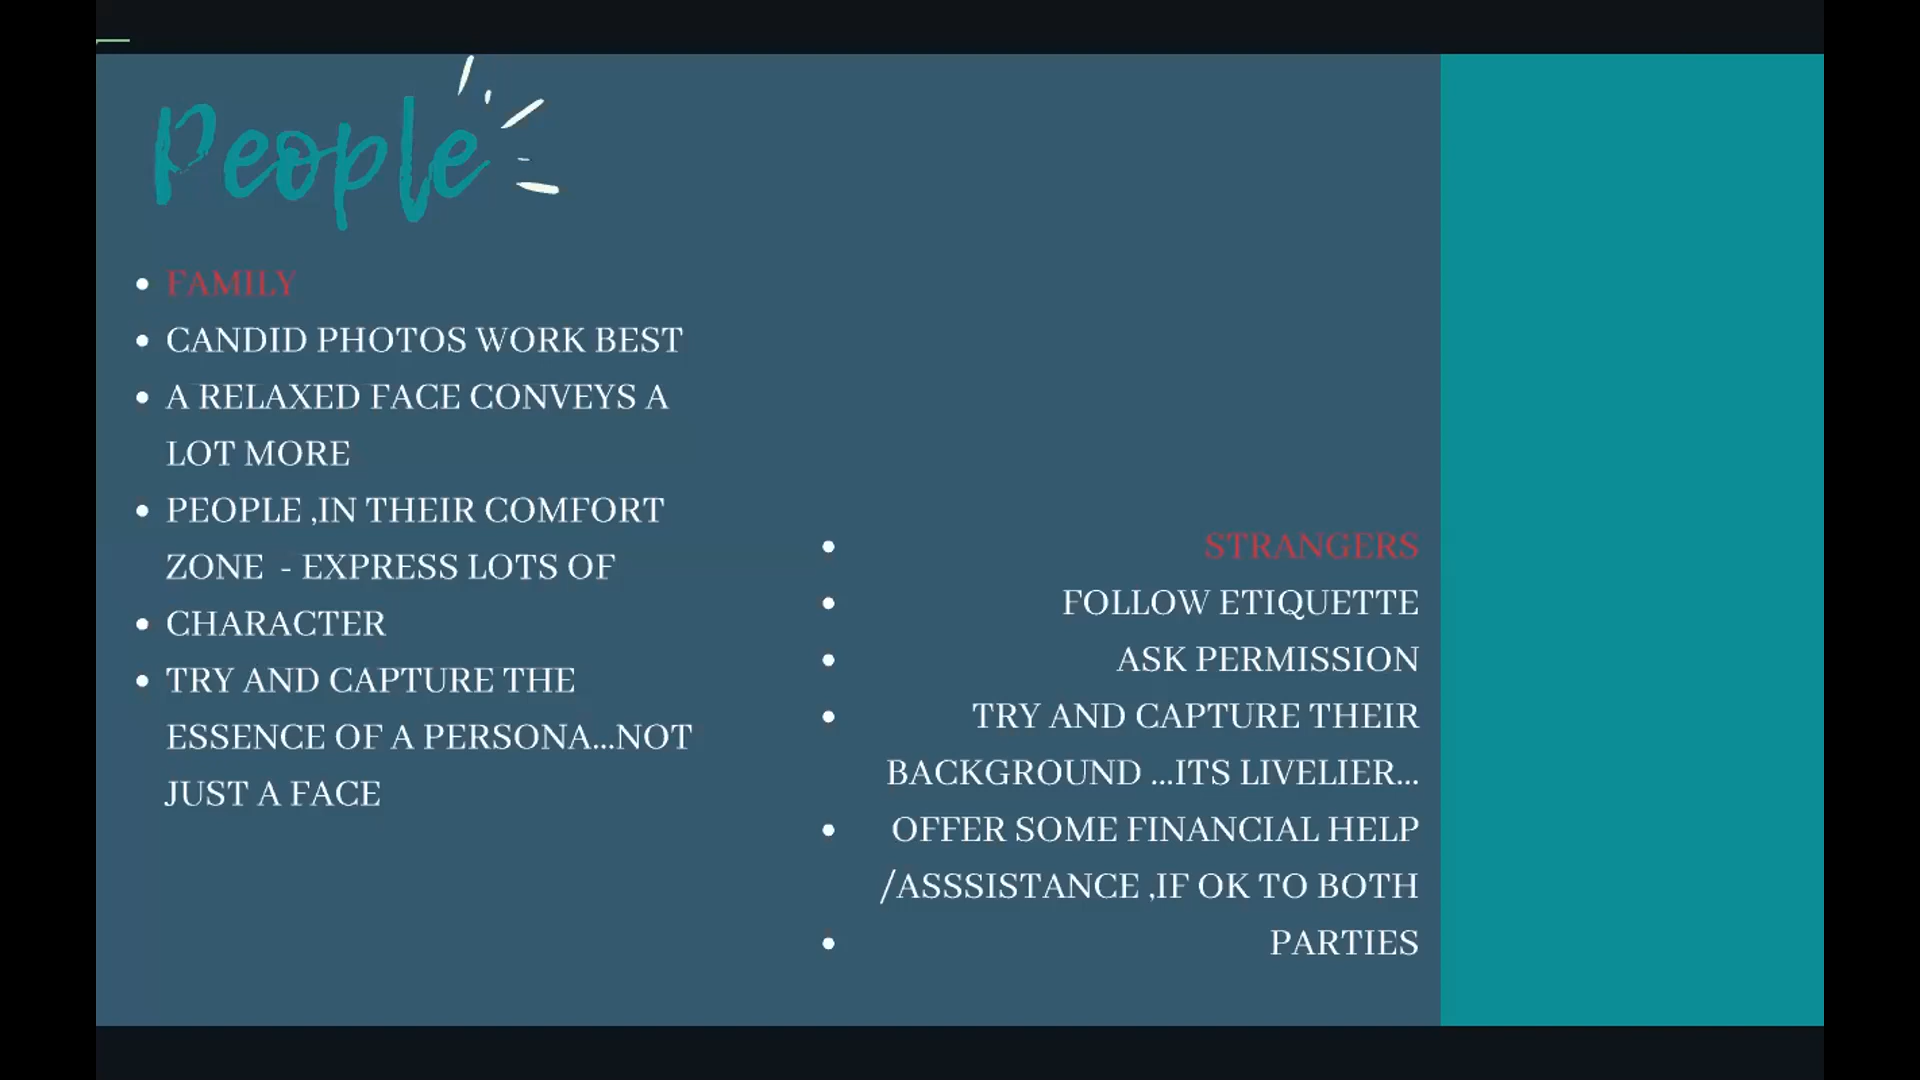 People
FAMILY
CANDID PHOTOS WORK BEST
A RELAXED FACE CONVEYS A
LOT MORE
PEOPLE ,IN THEIR COMFORT
ZONE - EXPRESS LOTS OF
CHARACTER
TRY AND CAPTURE THE
ESSENCE OF A PERSONA...NOT
JUST A FACE
STRANGERS
FOLLOW ETIQUETTE
ASK PERMISSION
TRY AND CAPTURE THEIR
BACKGROUND ...ITS LIVELIER...
OFFER SOME FINANCIAL HELP
/ASSSISTANCE ,IF OK TO BOTH
PARTIES